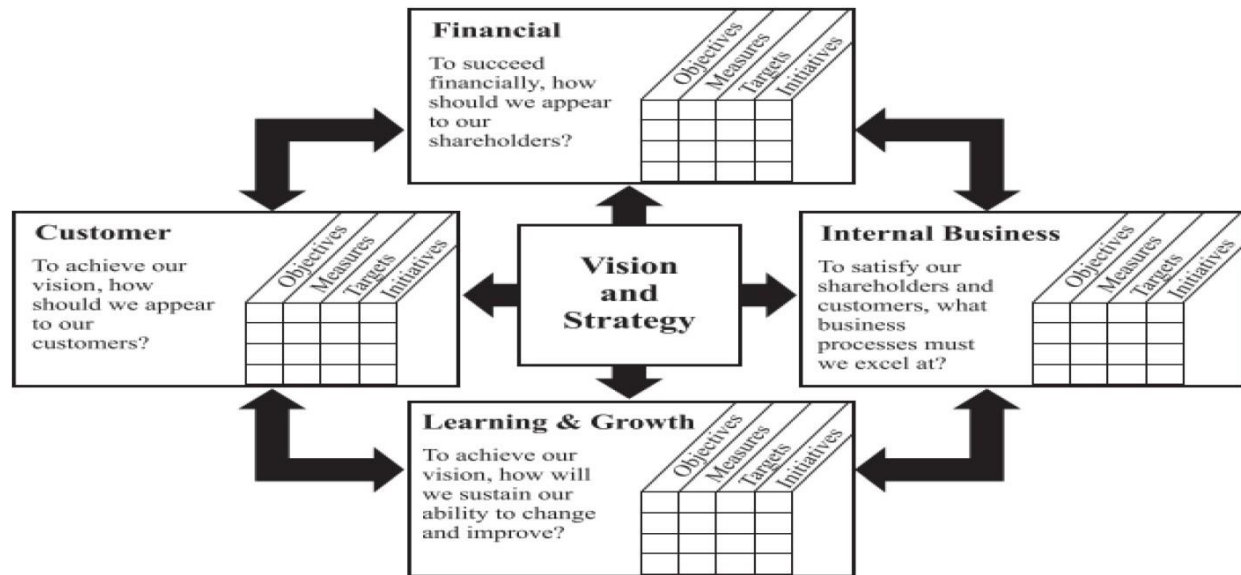 Financial
To succeed
financially, how
should we appear
to our
shareholders?
Objectives
Measures
Targets
Initiatives
Customer
To achieve our
vision, how
should we appear
to our
customers?
Objectives
Measures
Targets
Initiatives
Vision
and
Strategy
Internal Business
To satisfy our
shareholders and
customers, what
business
processes must
we excel at?
Objectives
Measures
Targets
Initiatives
Learning & Growth
To achieve our
vision, how will
we sustain our
ability to change
and improve?
Objectives
Measures
Targets
Initiatives